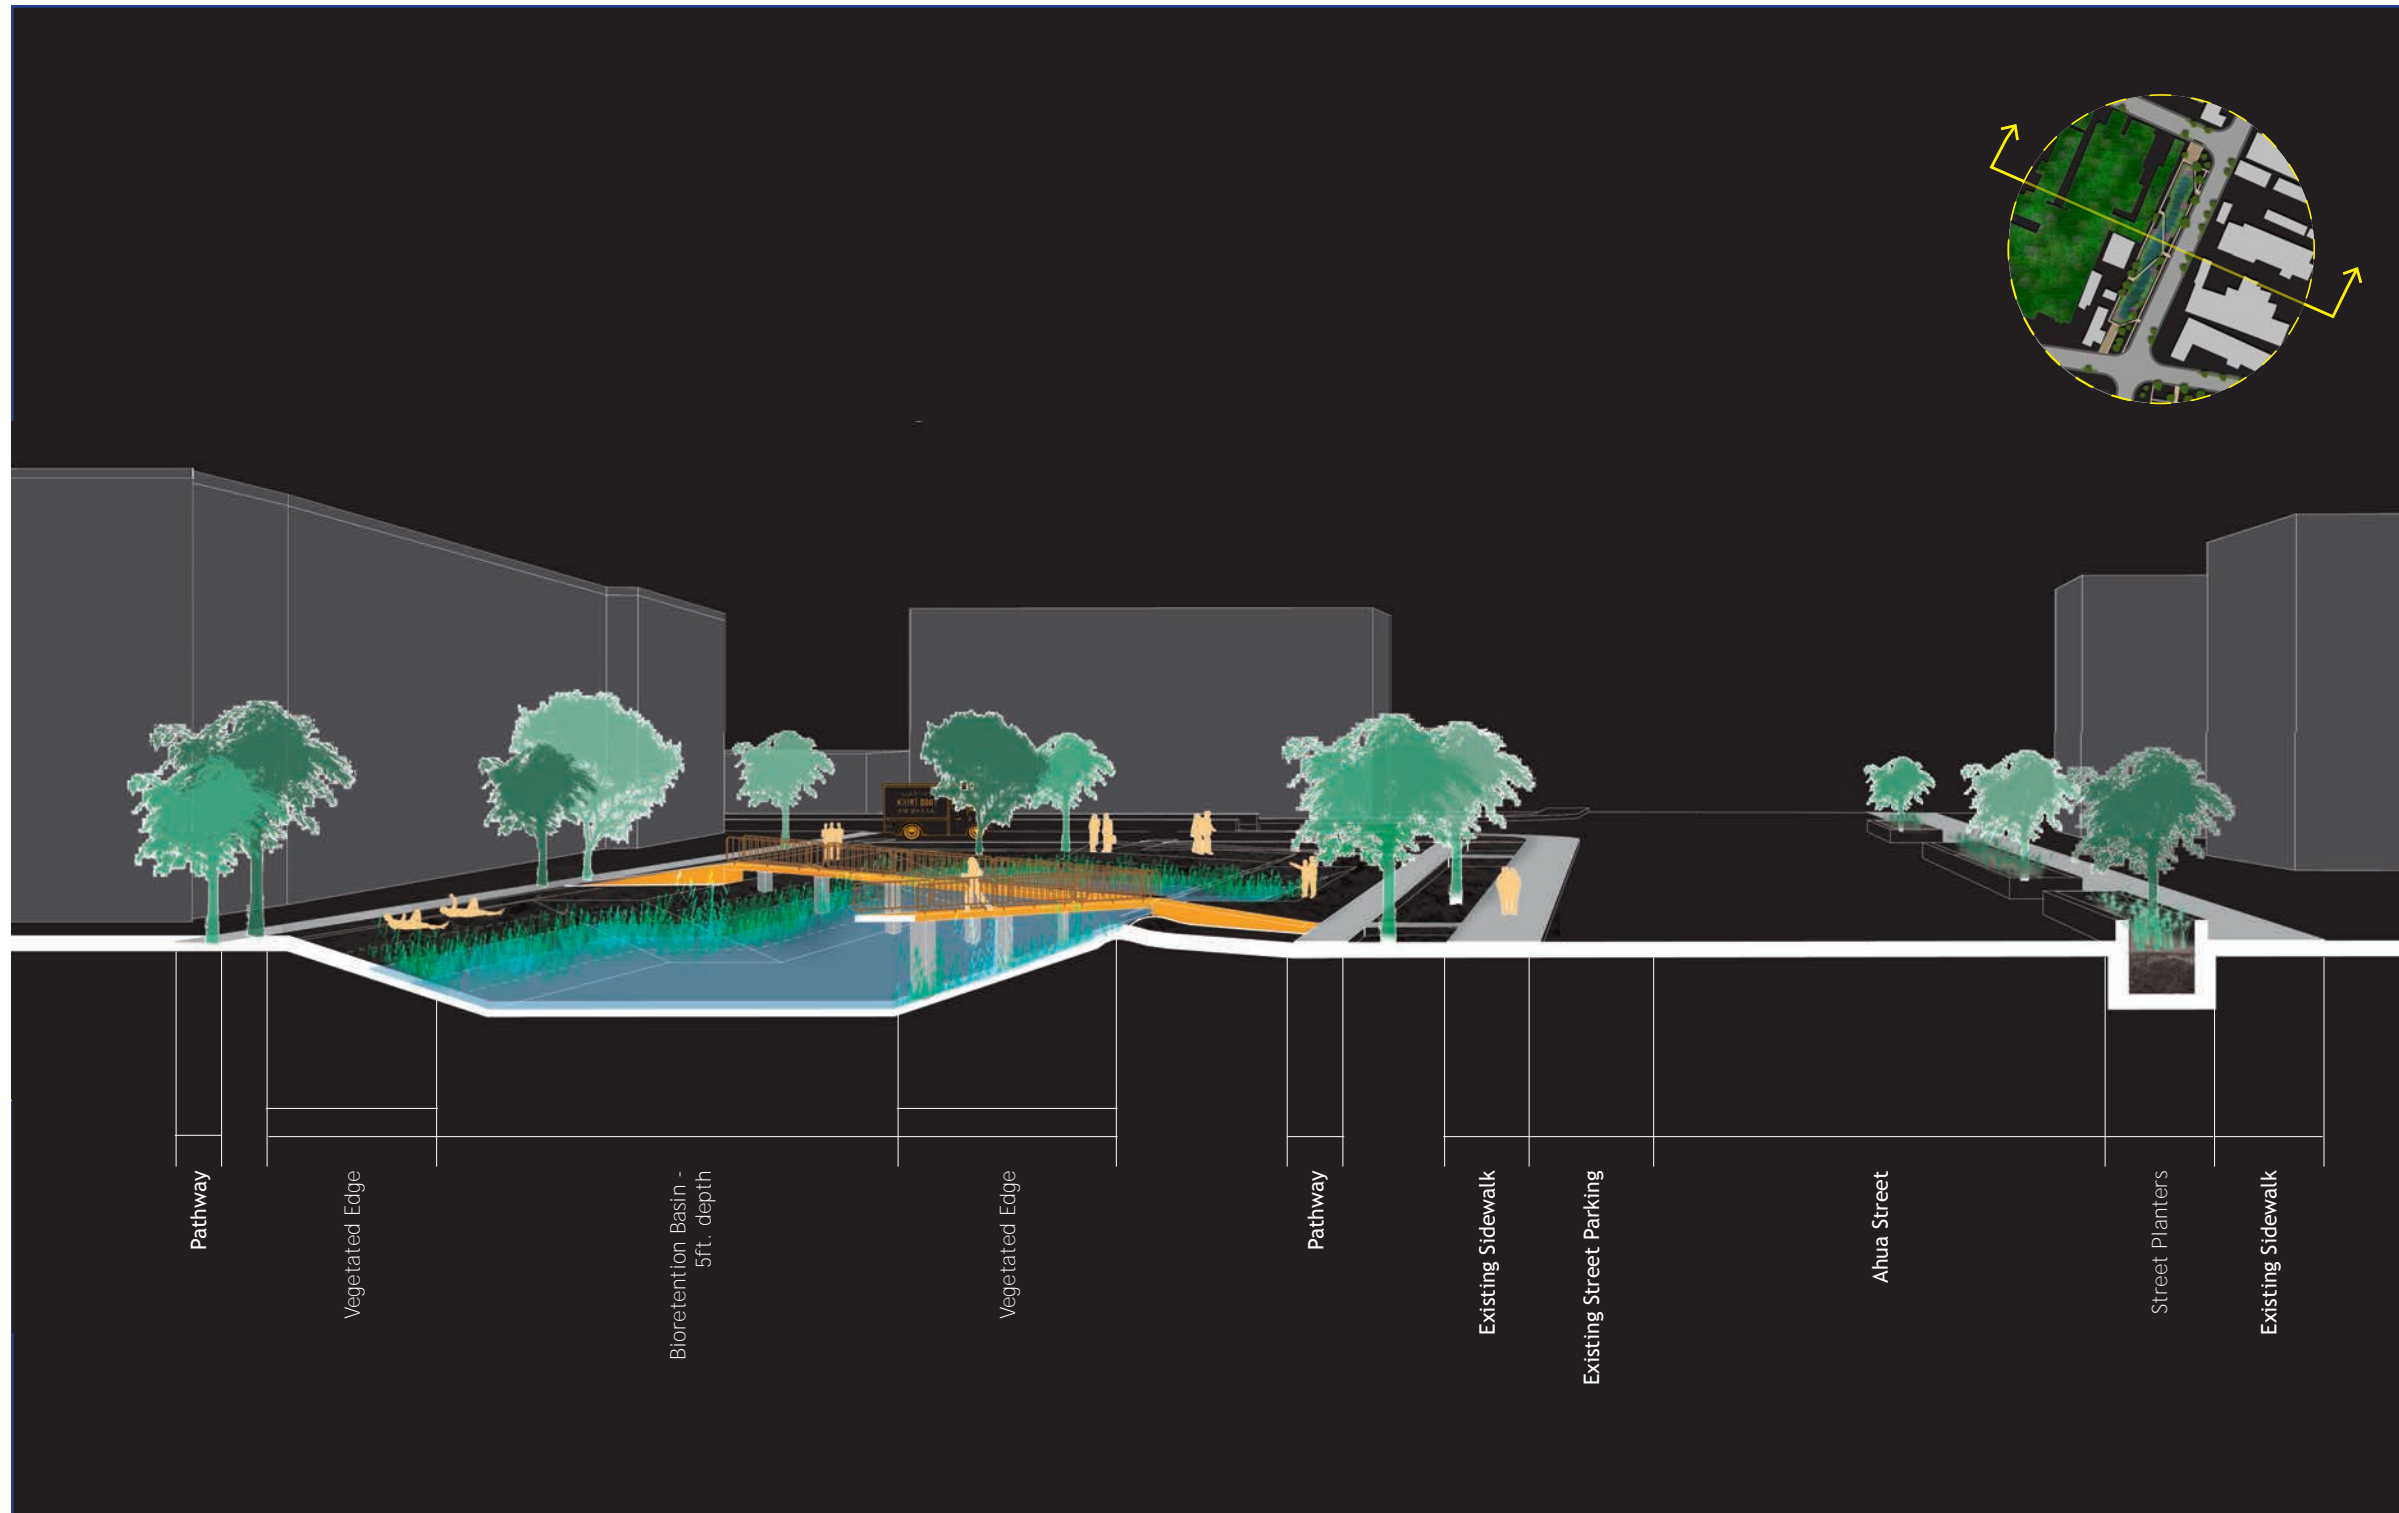 Pathway
Vegetated Edge
Bioretention Basin -
5ft. depth
Vegetated Edge
Pathway
Existing Sidewalk
Existing Street Parking
Ahua Street
Street Planters
Existing Sidewalk